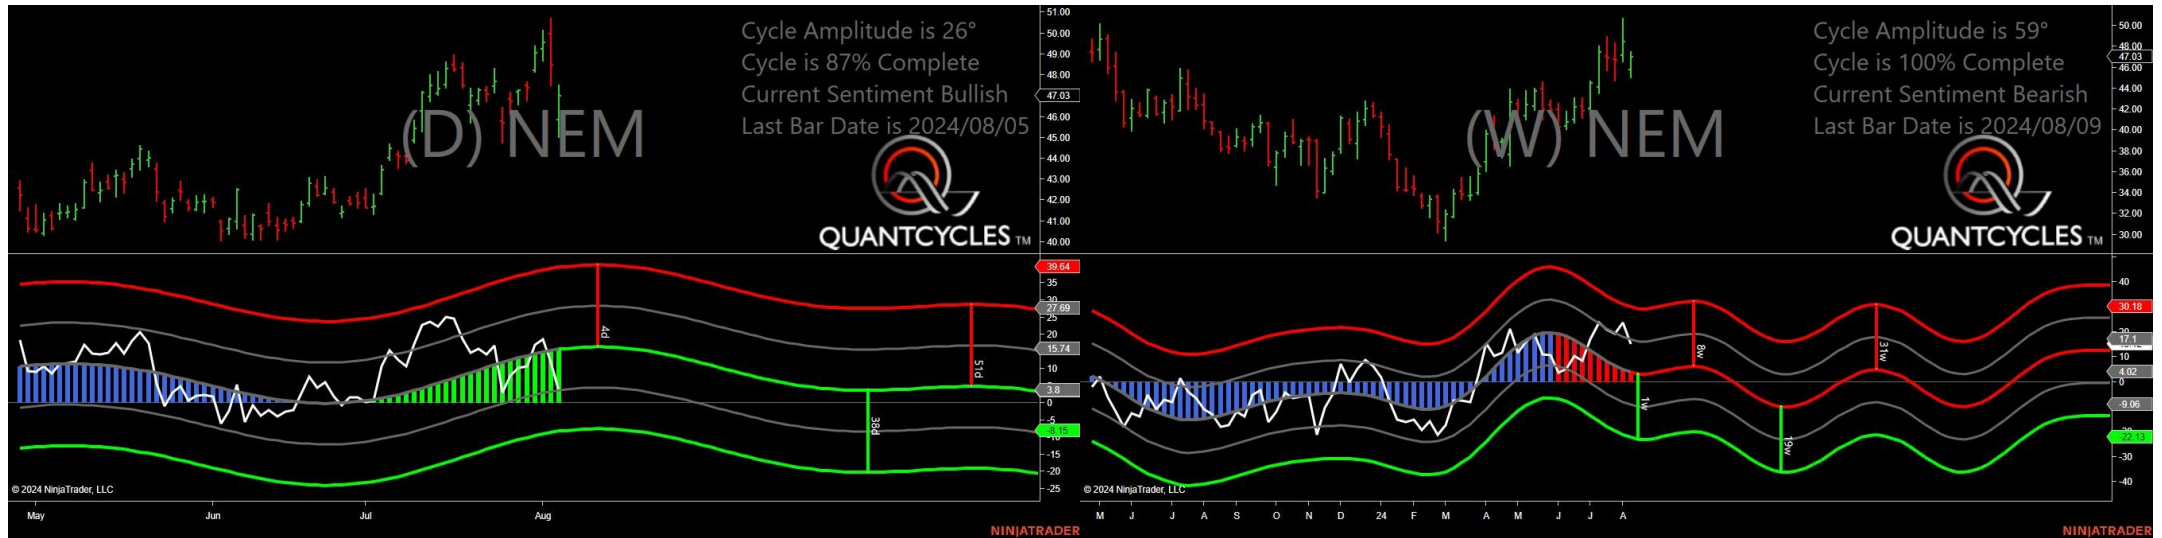 Cycle Amplitude is 26°
Cycle is 87% Complete
Current Sentiment Bullish
Last Bar Date is 2024/08/05
(D) NEM
QUANTCYCLES TM
51.00
50.00
49.00
48.00
47.03
46.00
45.00
44.00
43.00
42.00
41.00
40.00
39.64
35
30
27.69
25
20
15.74
10
3.8
0
-8.15
-15
-20
-25
4d
38d
51d
© 2024 NinjaTrader, LLC
May Jun Jul Aug
NINJATRADER
Cycle Amplitude is 59°
Cycle is 100% Complete
Current Sentiment Bearish
Last Bar Date is 2024/08/09
(W) NEM
QUANTCYCLES TM
50.00
48.00
47.03
46.00
44.00
42.00
40.00
38.00
36.00
34.00
32.00
30.00
40
30.18
17.1
10
4.02
0
-9.06
-22.13
-30
-40
1w
8w
19w
31w
© 2024 NinjaTrader, LLC
M J J A S O N D 24 F M A M J J A
NINJATRADER